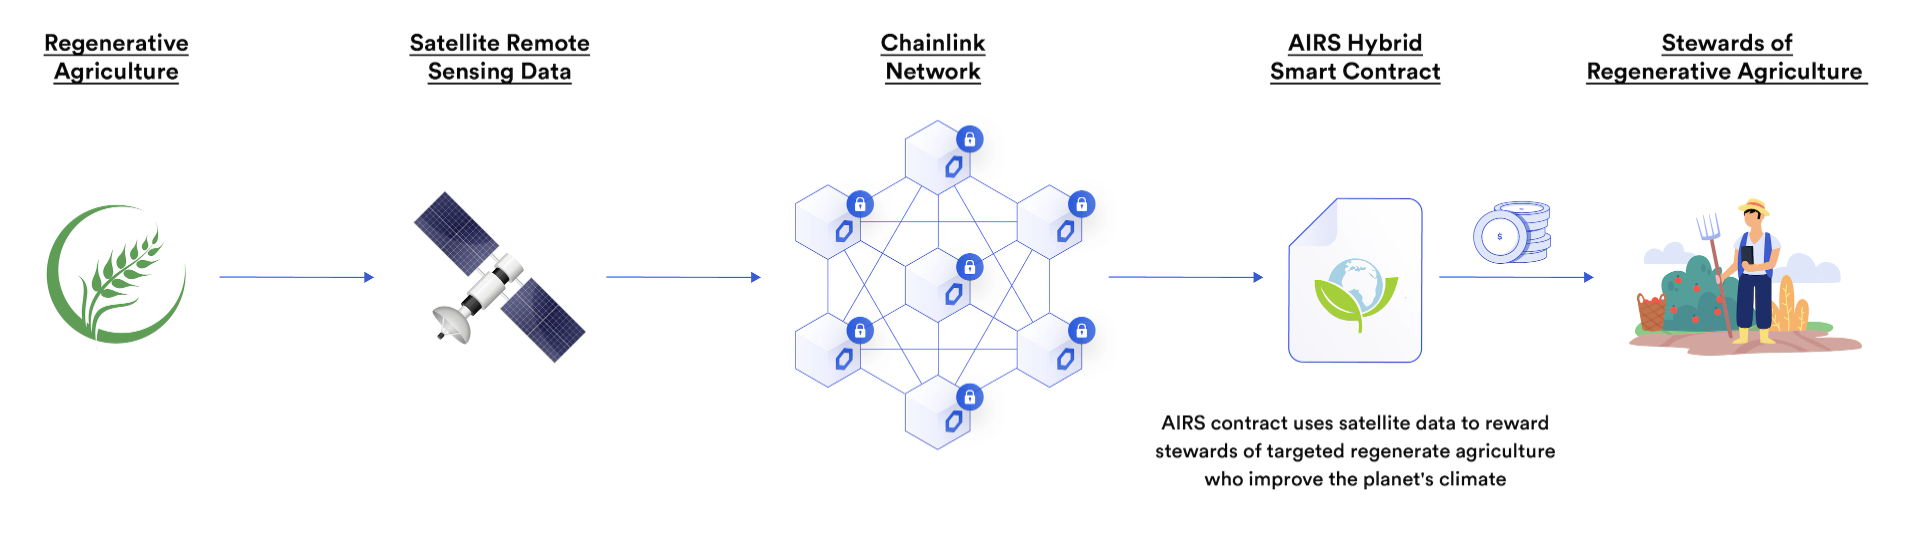 Regenerative
Agriculture
Satellite Remote
Sensing Data
Chainlink
Network
AIRS Hybrid
Smart Contract
Stewards of
Regenerative Agriculture
$
AIRS contract uses satellite data to reward
stewards of targeted regenerate agriculture
who improve the planet's climate